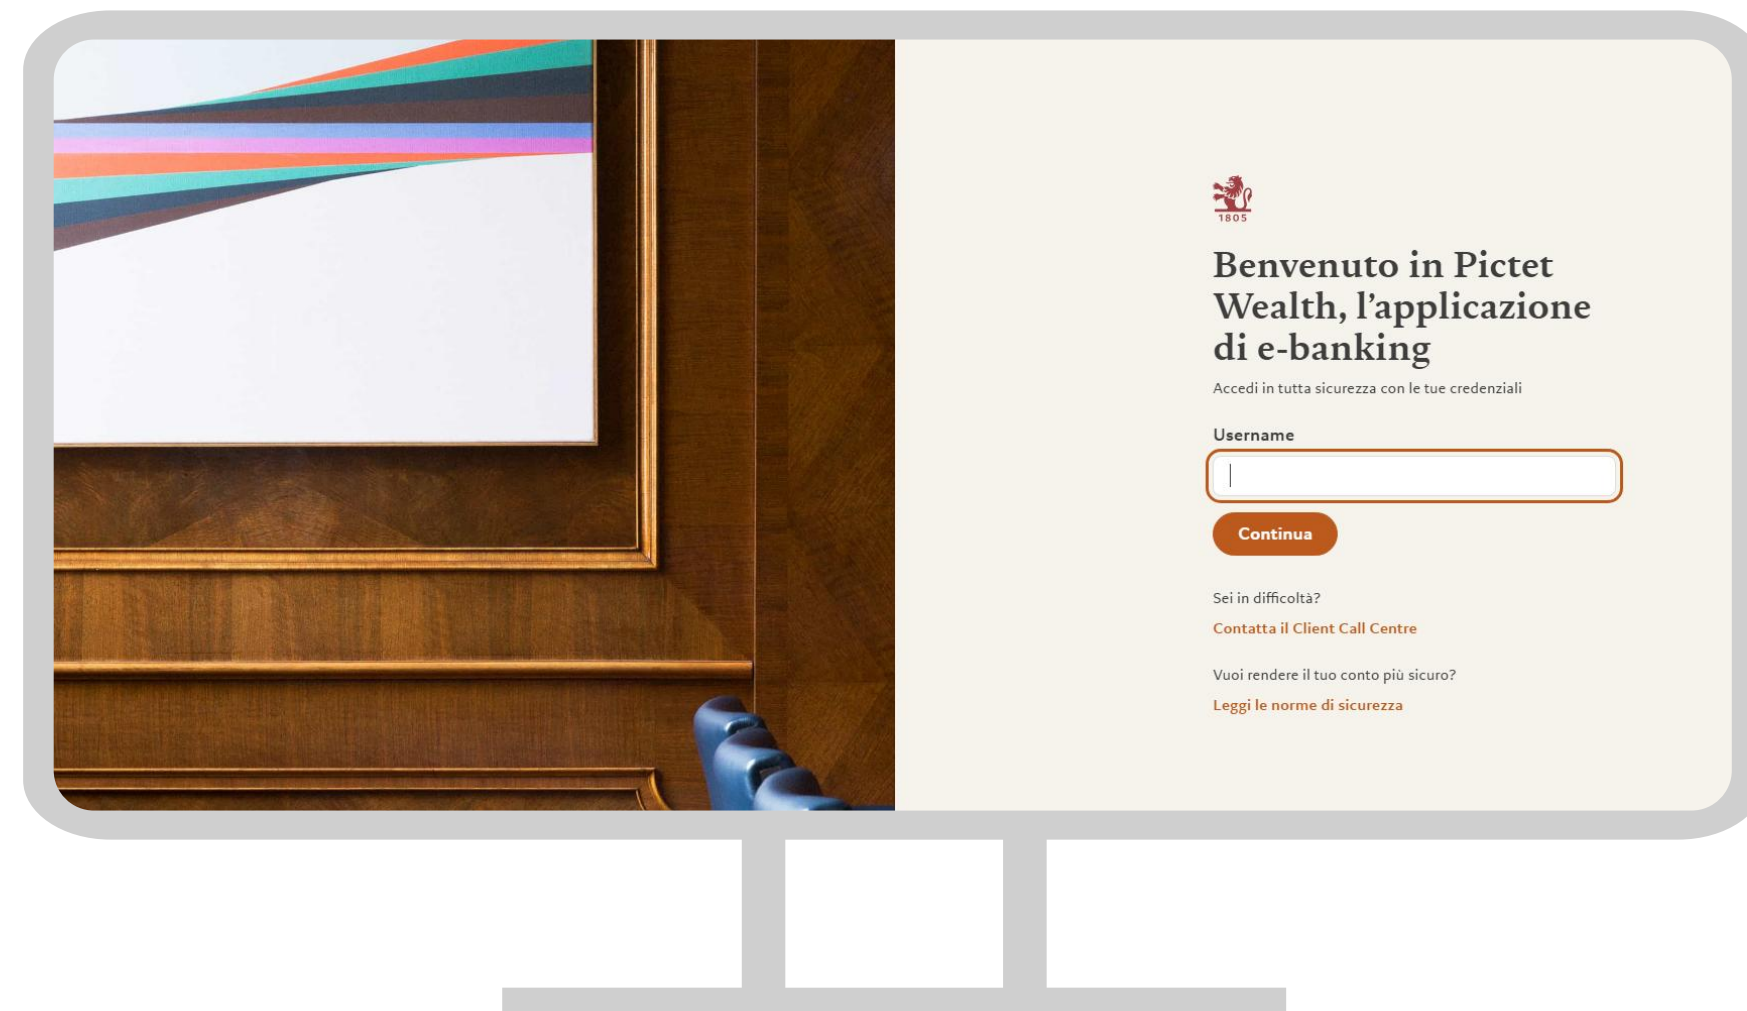 1805
Benvenuto in Pictet
Wealth, l’applicazione
di e-banking
Accedi in tutta sicurezza con le tue credenziali
Username
Continua
Sei in difficoltà?
Contatta il Client Call Centre
Vuoi rendere il tuo conto più sicuro?
Leggi le norme di sicurezza